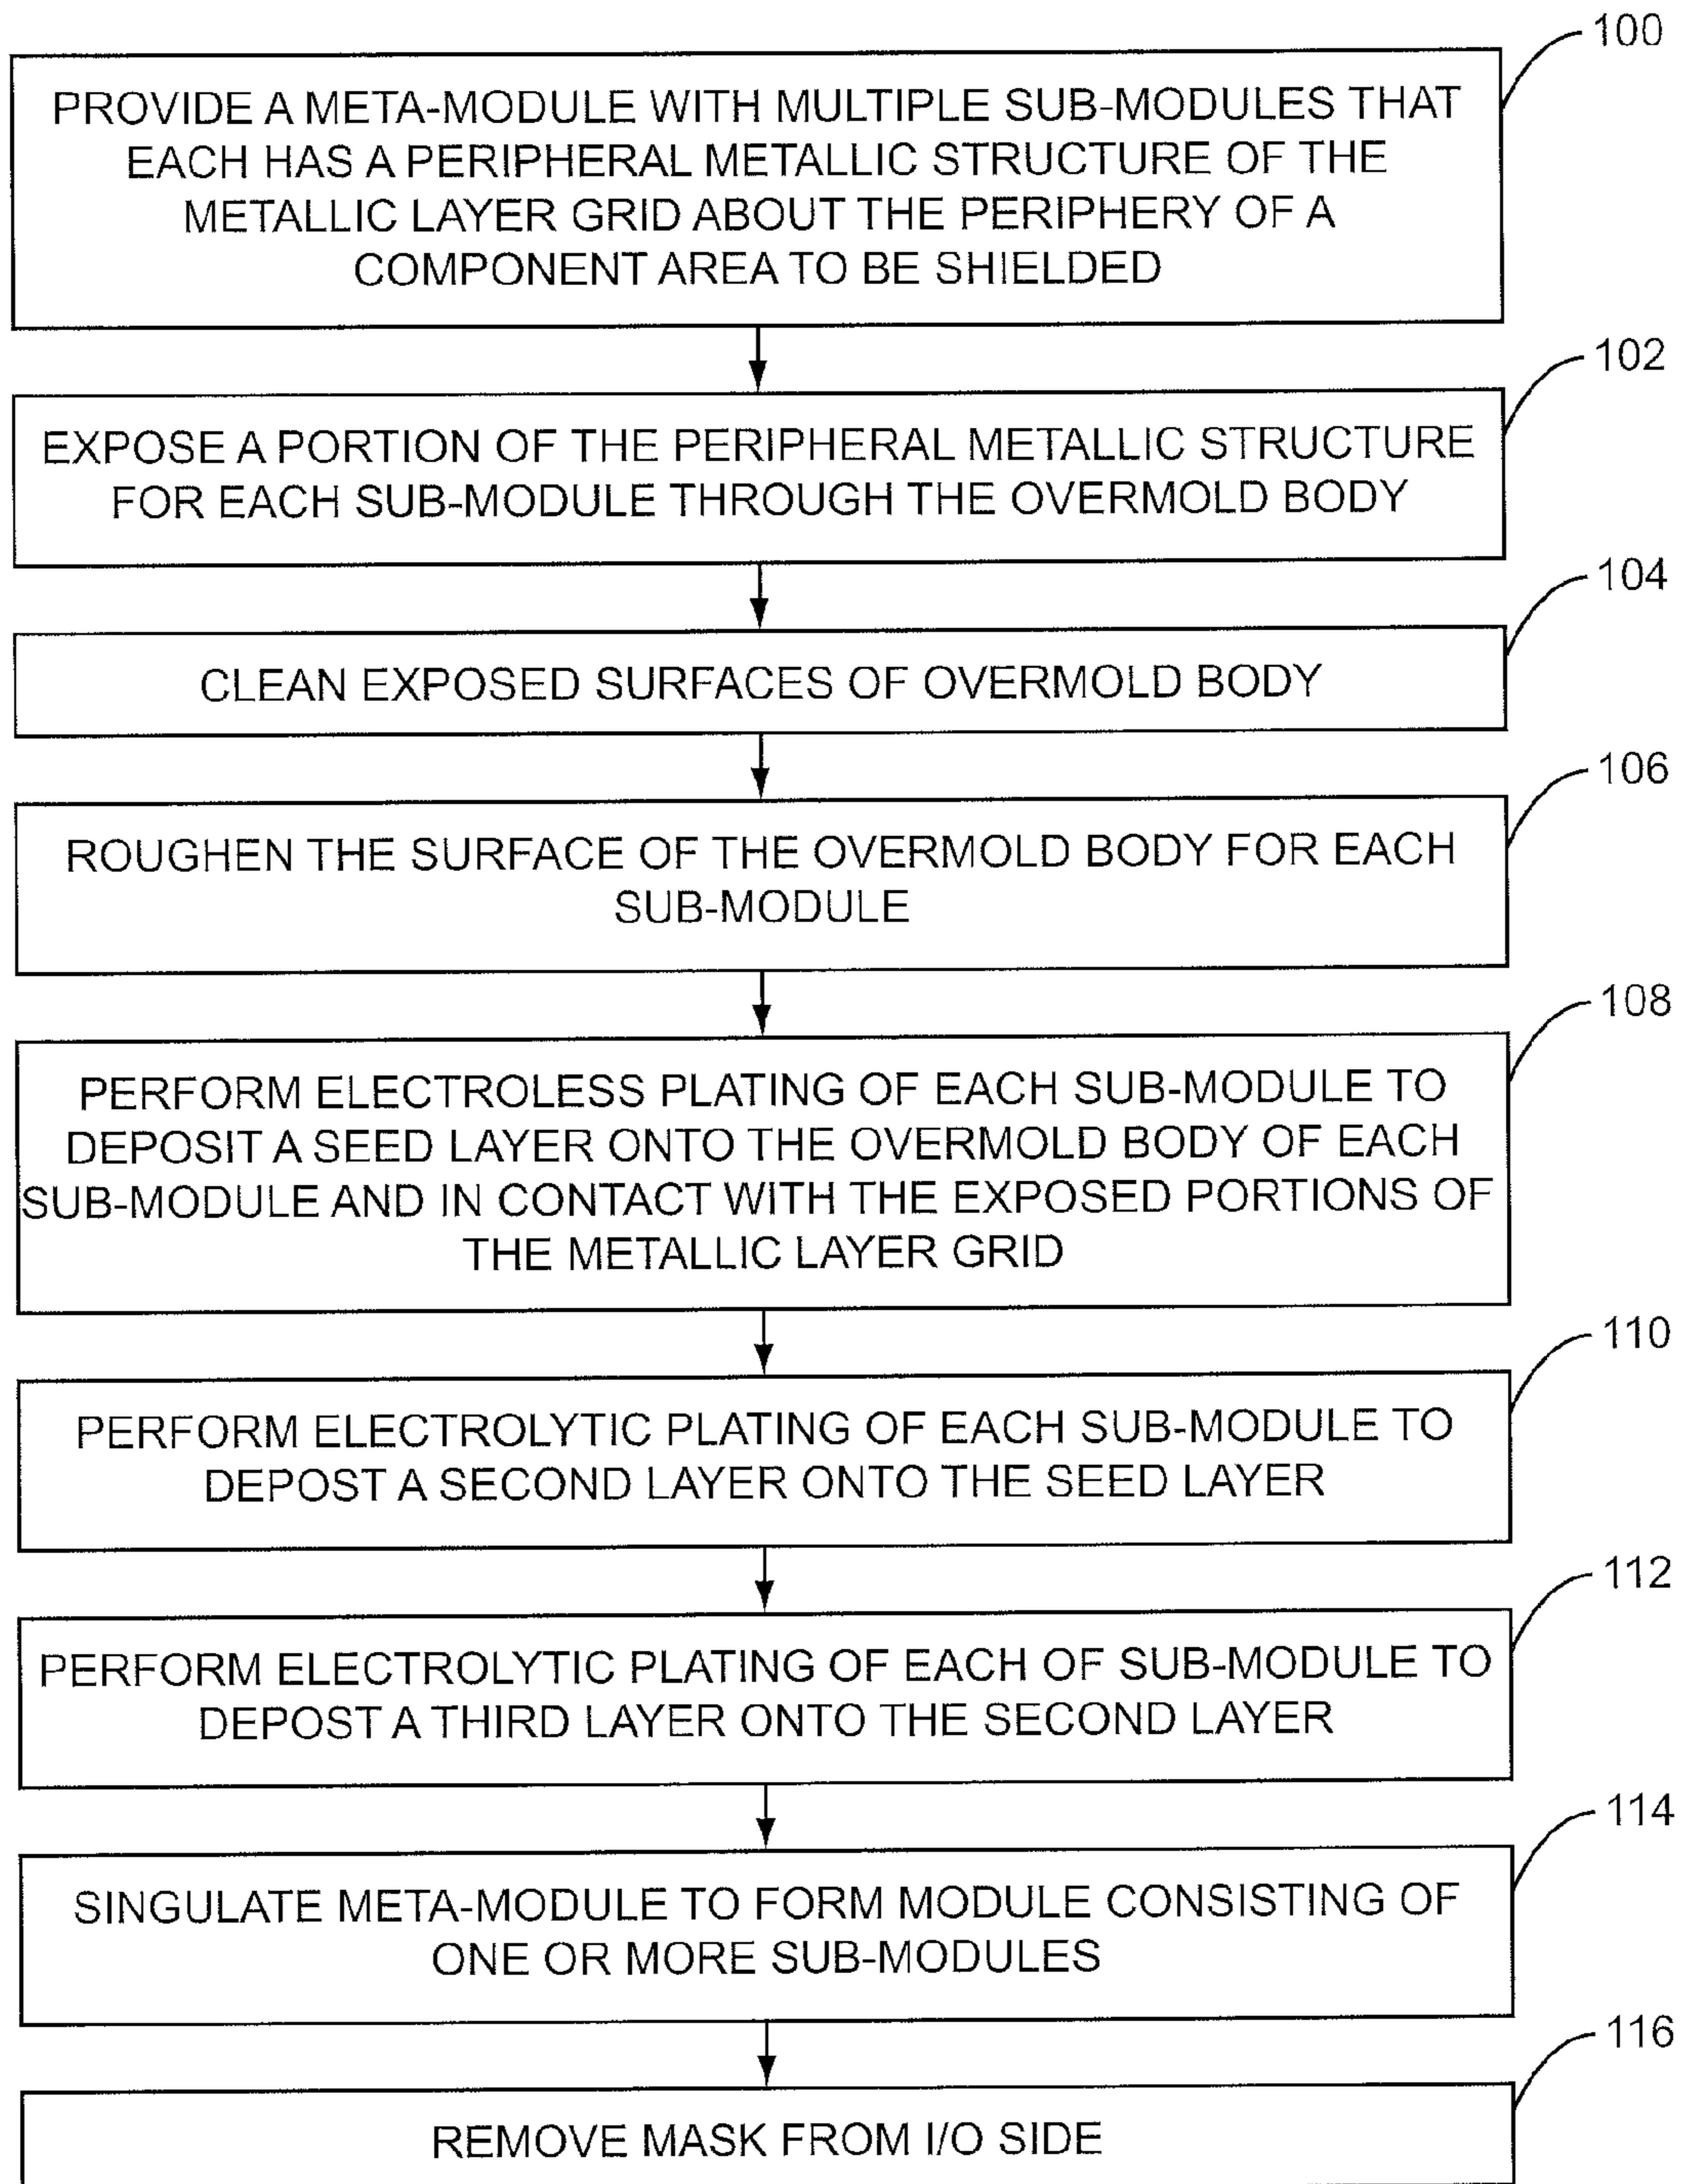 100
PROVIDE A META-MODULE WITH MULTIPLE SUB-MODULES THAT
EACH HAS A PERIPHERAL METALLIC STRUCTURE OF THE
METALLIC LAYER GRID ABOUT THE PERIPHERY OF A
COMPONENT AREA TO BE SHIELDED
102
EXPOSE A PORTION OF THE PERIPHERAL METALLIC STRUCTURE
FOR EACH SUB-MODULE THROUGH THE OVERMOLD BODY
104
CLEAN EXPOSED SURFACES OF OVERMOLD BODY
106
ROUGHEN THE SURFACE OF THE OVERMOLD BODY FOR EACH
SUB-MODULE
108
PERFORM ELECTROLESS PLATING OF EACH SUB-MODULE TO
DEPOSIT A SEED LAYER ONTO THE OVERMOLD BODY OF EACH
SUB-MODULE AND IN CONTACT WITH THE EXPOSED PORTIONS OF
THE METALLIC LAYER GRID
110
PERFORM ELECTROLYTIC PLATING OF EACH SUB-MODULE TO
DEPOST A SECOND LAYER ONTO THE SEED LAYER
112
PERFORM ELECTROLYTIC PLATING OF EACH OF SUB-MODULE TO
DEPOST A THIRD LAYER ONTO THE SECOND LAYER
114
SINGULATE META-MODULE TO FORM MODULE CONSISTING OF
ONE OR MORE SUB-MODULES
116
REMOVE MASK FROM I/O SIDE